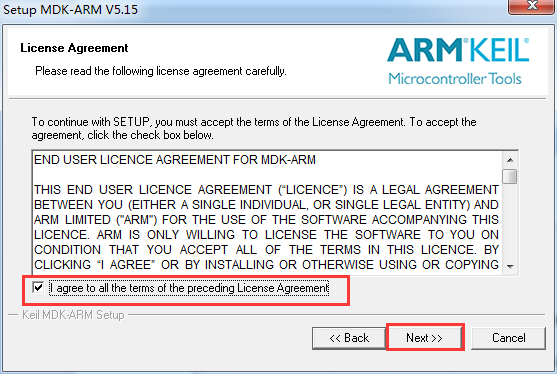 Setup MDK-ARM V5.15
License Agreement
Please read the following license agreement carefully.
ARM®KEIL®
Microcontroller Tools
To continue with SETUP, you must accept the terms of the License Agreement. To accept the
agreement, click the check box below.
END USER LICENCE AGREEMENT FOR MDK-ARM
THIS END USER LICENCE AGREEMENT ("LICENCE") IS A LEGAL AGREEMENT
BETWEEN YOU (EITHER A SINGLE INDIVIDUAL, OR SINGLE LEGAL ENTITY) AND
ARM LIMITED ("ARM") FOR THE USE OF THE SOFTWARE ACCOMPANYING THIS
LICENCE. ARM IS ONLY WILLING TO LICENSE THE SOFTWARE TO YOU ON
CONDITION THAT YOU ACCEPT ALL OF THE TERMS IN THIS LICENCE. BY
CLICKING "I AGREE" OR BY INSTALLING OR OTHERWISE USING OR COPYING
I agree to all the terms of the preceding License Agreement
Keil MDK-ARM Setup
<< Back
Next >>
Cancel